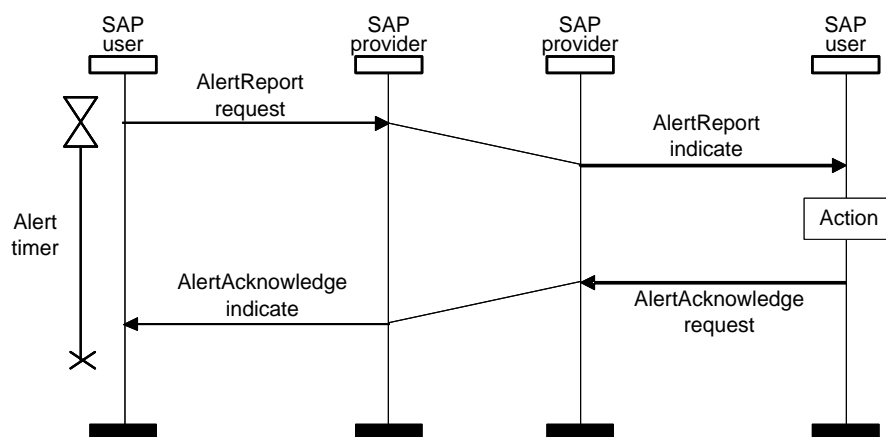 SAP
user
SAP
provider
SAP
provider
SAP
user
AlertReport
request
AlertReport
indicate
Alert
timer
Action
AlertAcknowledge
indicate
AlertAcknowledge
request